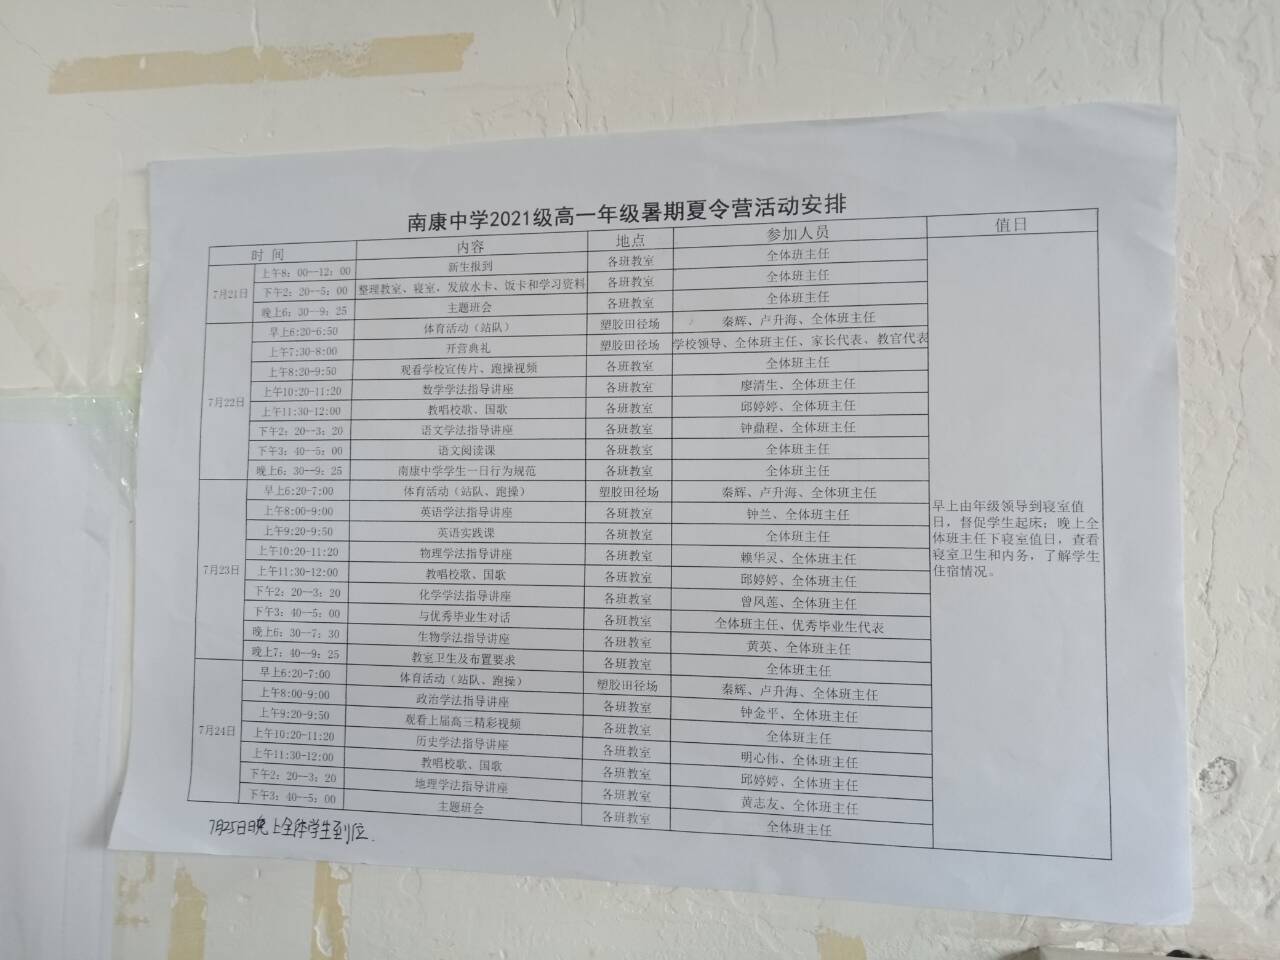 南康中学2021级高一年级暑期夏令营活动安排
时 间 内容 地点 参加人员 值日
7月21日 上午8：00--12：00 新生报到 各班教室 全体班主任
下午2：20--5：00 整理教室、寝室，发放水卡、饭卡和学习资料 各班教室 全体班主任
晚上6：30--9：25 主题班会 各班教室 全体班主任
7月22日 早上6:20-6:50 体育活动（站队） 塑胶田径场 秦辉、卢升海、全体班主任
上午7:30-8:00 开营典礼 塑胶田径场 学校领导、全体班主任、家长代表、教官代表
上午8:20-9:50 观看学校宣传片、跑操视频 各班教室 全体班主任
上午10:20-11:20 数学学法指导讲座 各班教室 廖清生、全体班主任
上午11:30-12:00 教唱校歌、国歌 各班教室 邱婷婷、全体班主任
下午2：20--3：20 语文学法指导讲座 各班教室 钟鼎程、全体班主任
下午3：40--5：00 语文阅读课 各班教室 全体班主任
晚上6：30--9：25 南康中学学生一日行为规范 各班教室 全体班主任
7月23日 早上6:20-7:00 体育活动（站队、跑操） 塑胶田径场 秦辉、卢升海、全体班主任
上午8:00-9:00 英语学法指导讲座 各班教室 钟兰、全体班主任
上午9:20-9:50 英语实践课 各班教室 全体班主任
上午10:20-11:20 物理学法指导讲座 各班教室 赖华灵、全体班主任
上午11:30-12:00 教唱校歌、国歌 各班教室 邱婷婷、全体班主任
下午2：20--3：20 化学学法指导讲座 各班教室 曾凤莲、全体班主任
下午3：40--5：00 与优秀毕业生对话 各班教室 全体班主任、优秀毕业生代表
晚上6：30--7：30 生物学法指导讲座 各班教室 黄英、全体班主任
晚上7：40--9：25 教室卫生及布置要求 各班教室 全体班主任
7月24日 早上6:20-7:00 体育活动（站队、跑操） 塑胶田径场 秦辉、卢升海、全体班主任
上午8:00-9:00 政治学法指导讲座 各班教室 钟金平、全体班主任
上午9:20-9:50 观看上届高三精彩视频 各班教室 全体班主任
上午10:20-11:20 历史学法指导讲座 各班教室 明心伟、全体班主任
上午11:30-12:00 教唱校歌、国歌 各班教室 邱婷婷、全体班主任
下午2：20--3：20 地理学法指导讲座 各班教室 黄志友、全体班主任
下午3：40--5：00 主题班会 各班教室 全体班主任
早上由年级领导到寝室值
日，督促学生起床；晚上全
体班主任下寝室值日，查看
寝室卫生和内务，了解学生
住宿情况。
7月25日晚上全体学生到位.